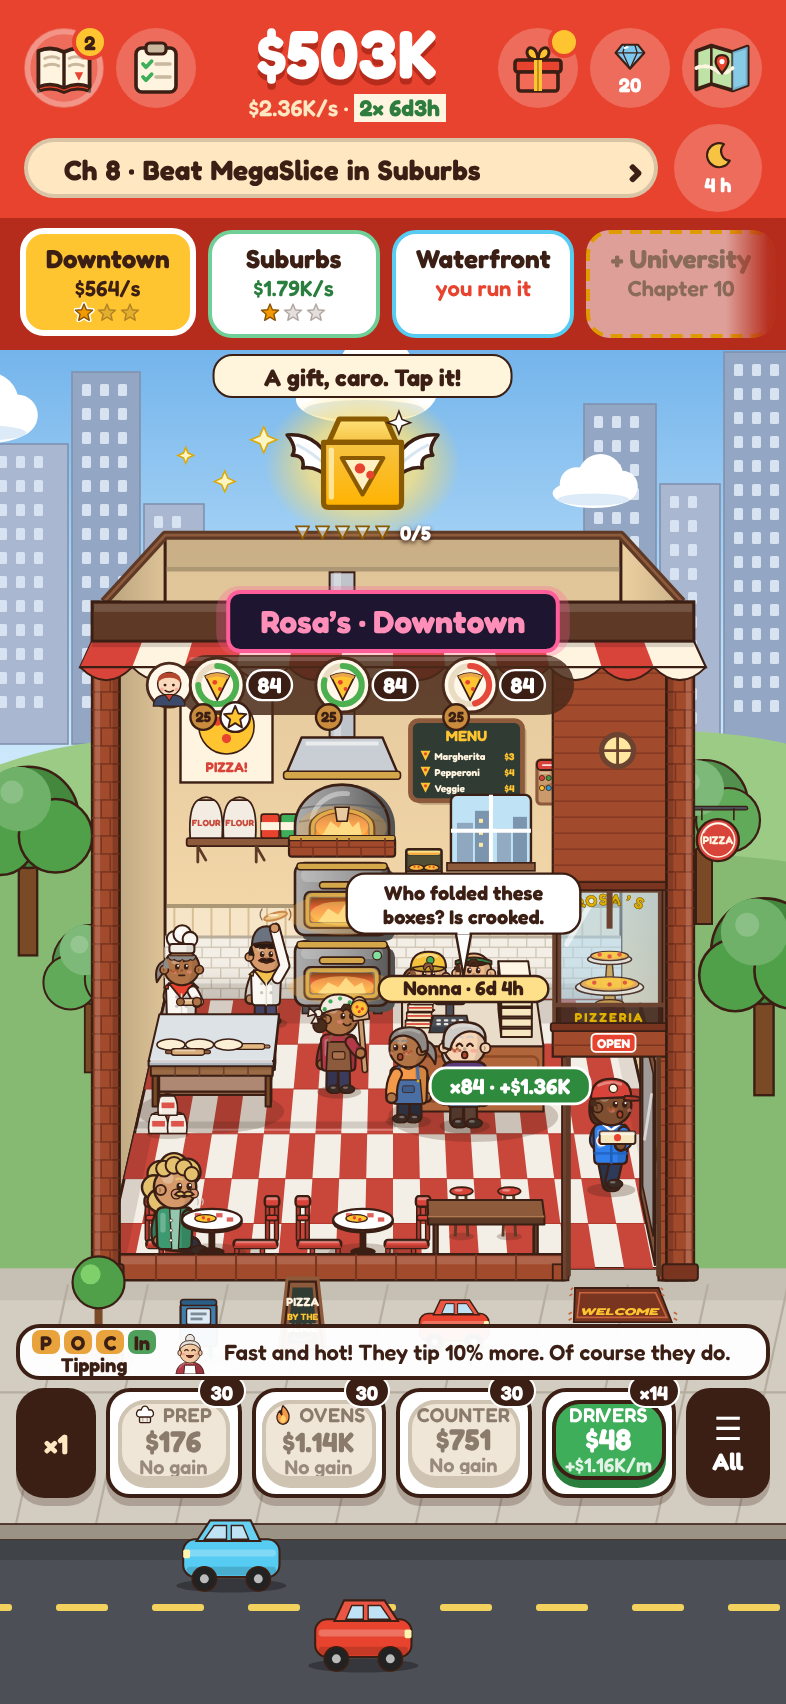 2
$503K
20
$2.36K/s · 2x 6d3h
Ch 8 · Beat MegaSlice in Suburbs
4 h
Downtown
$564/s
Suburbs
$1.79K/s
Waterfront
you run it
+ University
Chapter 10
A gift, caro. Tap it!
0/5
Rosa's · Downtown
84
84
84
25
25
25
PIZZA!
MENU
Margherita $3
Pepperoni $4
Veggie $4
FLOUR
FLOUR
PIZZA
Who folded these
boxes? Is crooked.
ROSA'S
Nonna · 6d 4h
PIZZERIA
OPEN
x84 · +$1.36K
PIZZA
BY THE
WELCOME
P O C In
Tipping
Fast and hot! They tip 10% more. Of course they do.
x1
30
PREP
$176
No gain
30
OVENS
$1.14K
No gain
30
COUNTER
$751
No gain
x14
DRIVERS
$48
+$1.16K/m
All